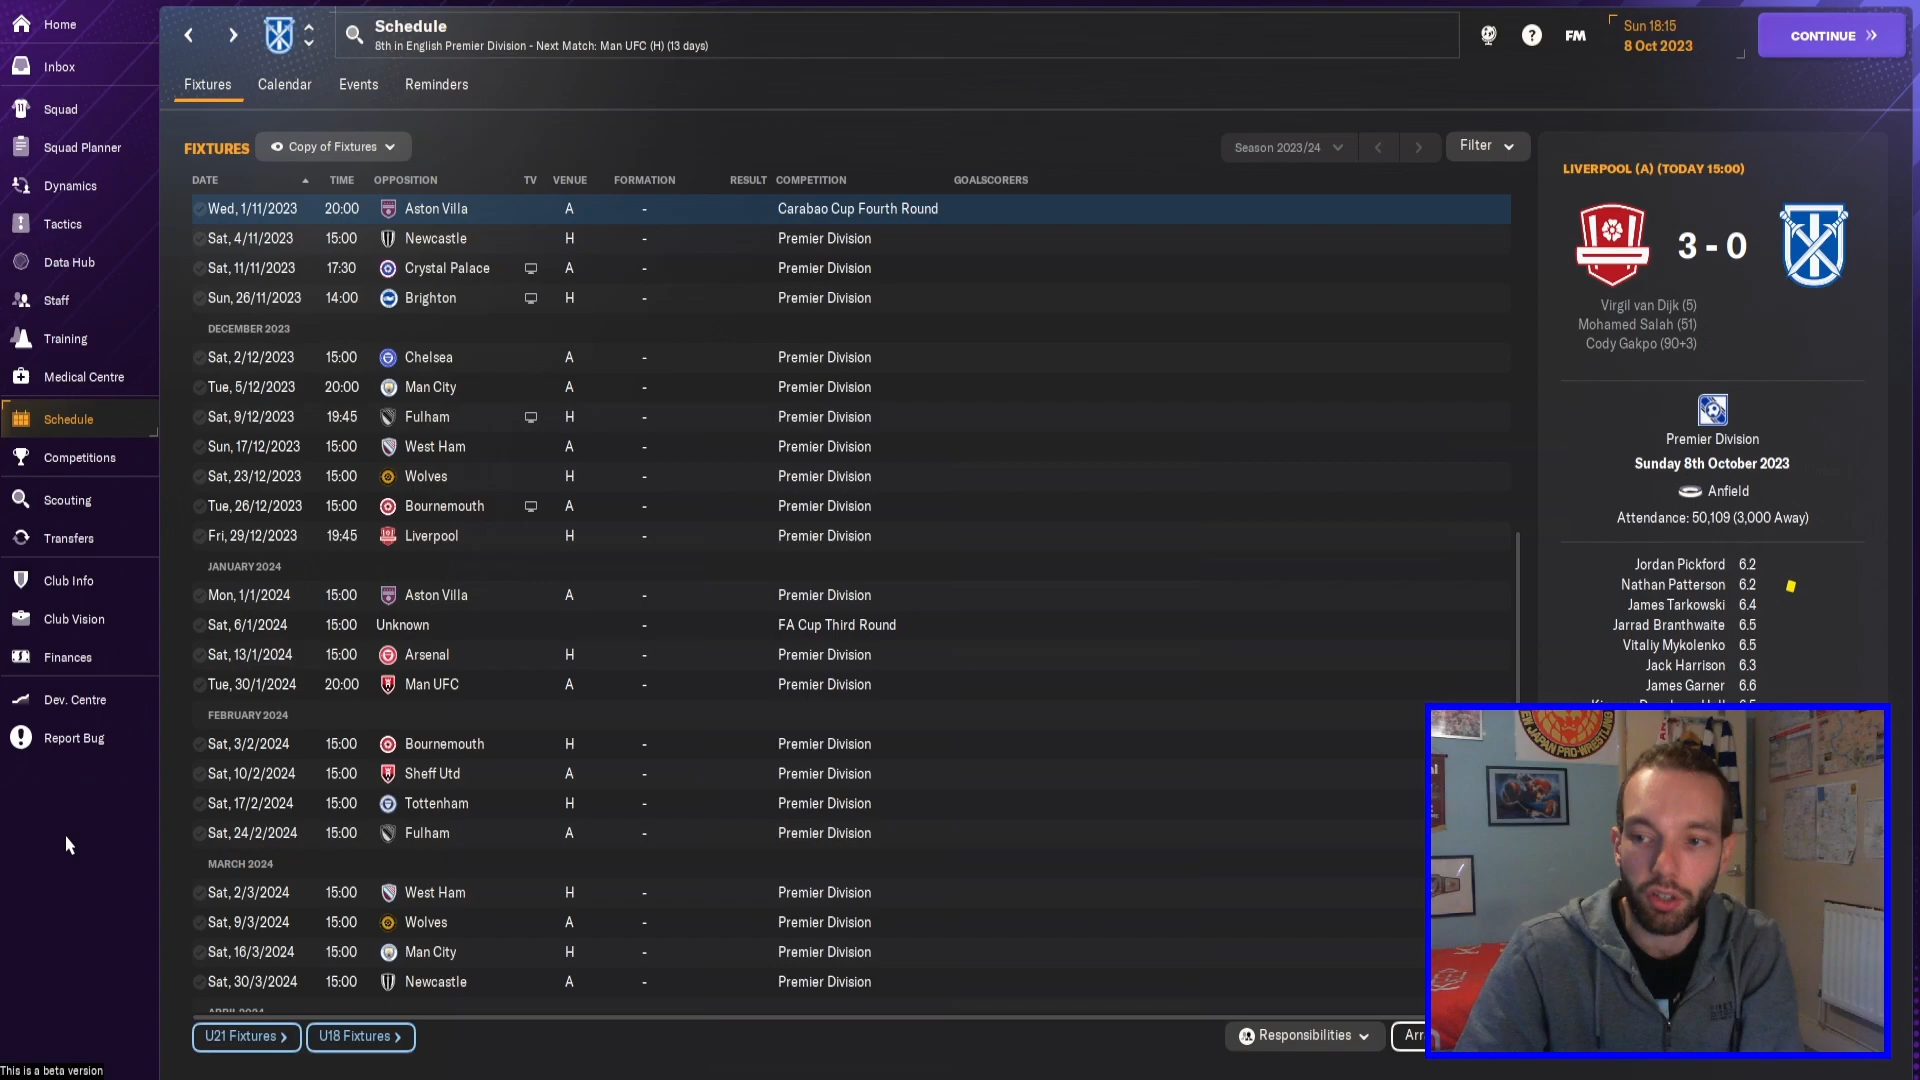 Home
Inbox
Squad
Squad Planner
Dynamics
Tactics
Data Hub
Staff
Training
Medical Centre
Schedule
Competitions
Scouting
Transfers
Club Info
Club Vision
Finances
Dev. Centre
Report Bug
This is a beta version
Schedule
8th in English Premier Division - Next Match: Man UFC (H) (13 days)
FM
Sun 18:15
8 Oct 2023
CONTINUE
Fixtures Calendar Events Reminders
FIXTURES Copy of Fixtures Season 2023/24 Filter
DATE TIME OPPOSITION TV VENUE FORMATION RESULT COMPETITION GOALSCORERS
Wed, 1/11/2023 20:00 Aston Villa A - Carabao Cup Fourth Round
Sat, 4/11/2023 15:00 Newcastle H - Premier Division
Sat, 11/11/2023 17:30 Crystal Palace A - Premier Division
Sun, 26/11/2023 14:00 Brighton H - Premier Division
DECEMBER 2023
Sat, 2/12/2023 15:00 Chelsea A - Premier Division
Tue, 5/12/2023 20:00 Man City A - Premier Division
Sat, 9/12/2023 19:45 Fulham H - Premier Division
Sun, 17/12/2023 15:00 West Ham A - Premier Division
Sat, 23/12/2023 15:00 Wolves H - Premier Division
Tue, 26/12/2023 15:00 Bournemouth A - Premier Division
Fri, 29/12/2023 19:45 Liverpool H - Premier Division
JANUARY 2024
Mon, 1/1/2024 15:00 Aston Villa A - Premier Division
Sat, 6/1/2024 15:00 Unknown - FA Cup Third Round
Sat, 13/1/2024 15:00 Arsenal H - Premier Division
Tue, 30/1/2024 20:00 Man UFC A - Premier Division
FEBRUARY 2024
Sat, 3/2/2024 15:00 Bournemouth H - Premier Division
Sat, 10/2/2024 15:00 Sheff Utd A - Premier Division
Sat, 17/2/2024 15:00 Tottenham H - Premier Division
Sat, 24/2/2024 15:00 Fulham A - Premier Division
MARCH 2024
Sat, 2/3/2024 15:00 West Ham H - Premier Division
Sat, 9/3/2024 15:00 Wolves A - Premier Division
Sat, 16/3/2024 15:00 Man City H - Premier Division
Sat, 30/3/2024 15:00 Newcastle A - Premier Division
U21 Fixtures U18 Fixtures Responsibilities
LIVERPOOL (A) (TODAY 15:00)
3 - 0
Virgil van Dijk (5)
Mohamed Salah (51)
Cody Gakpo (90+3)
Premier Division
Sunday 8th October 2023
Anfield
Attendance: 50,109 (3,000 Away)
Jordan Pickford 6.2
Nathan Patterson 6.2
James Tarkowski 6.4
Jarrad Branthwaite 6.5
Vitaliy Mykolenko 6.5
Jack Harrison 6.3
James Garner 6.6
JAPAN PRO-WRESTLING